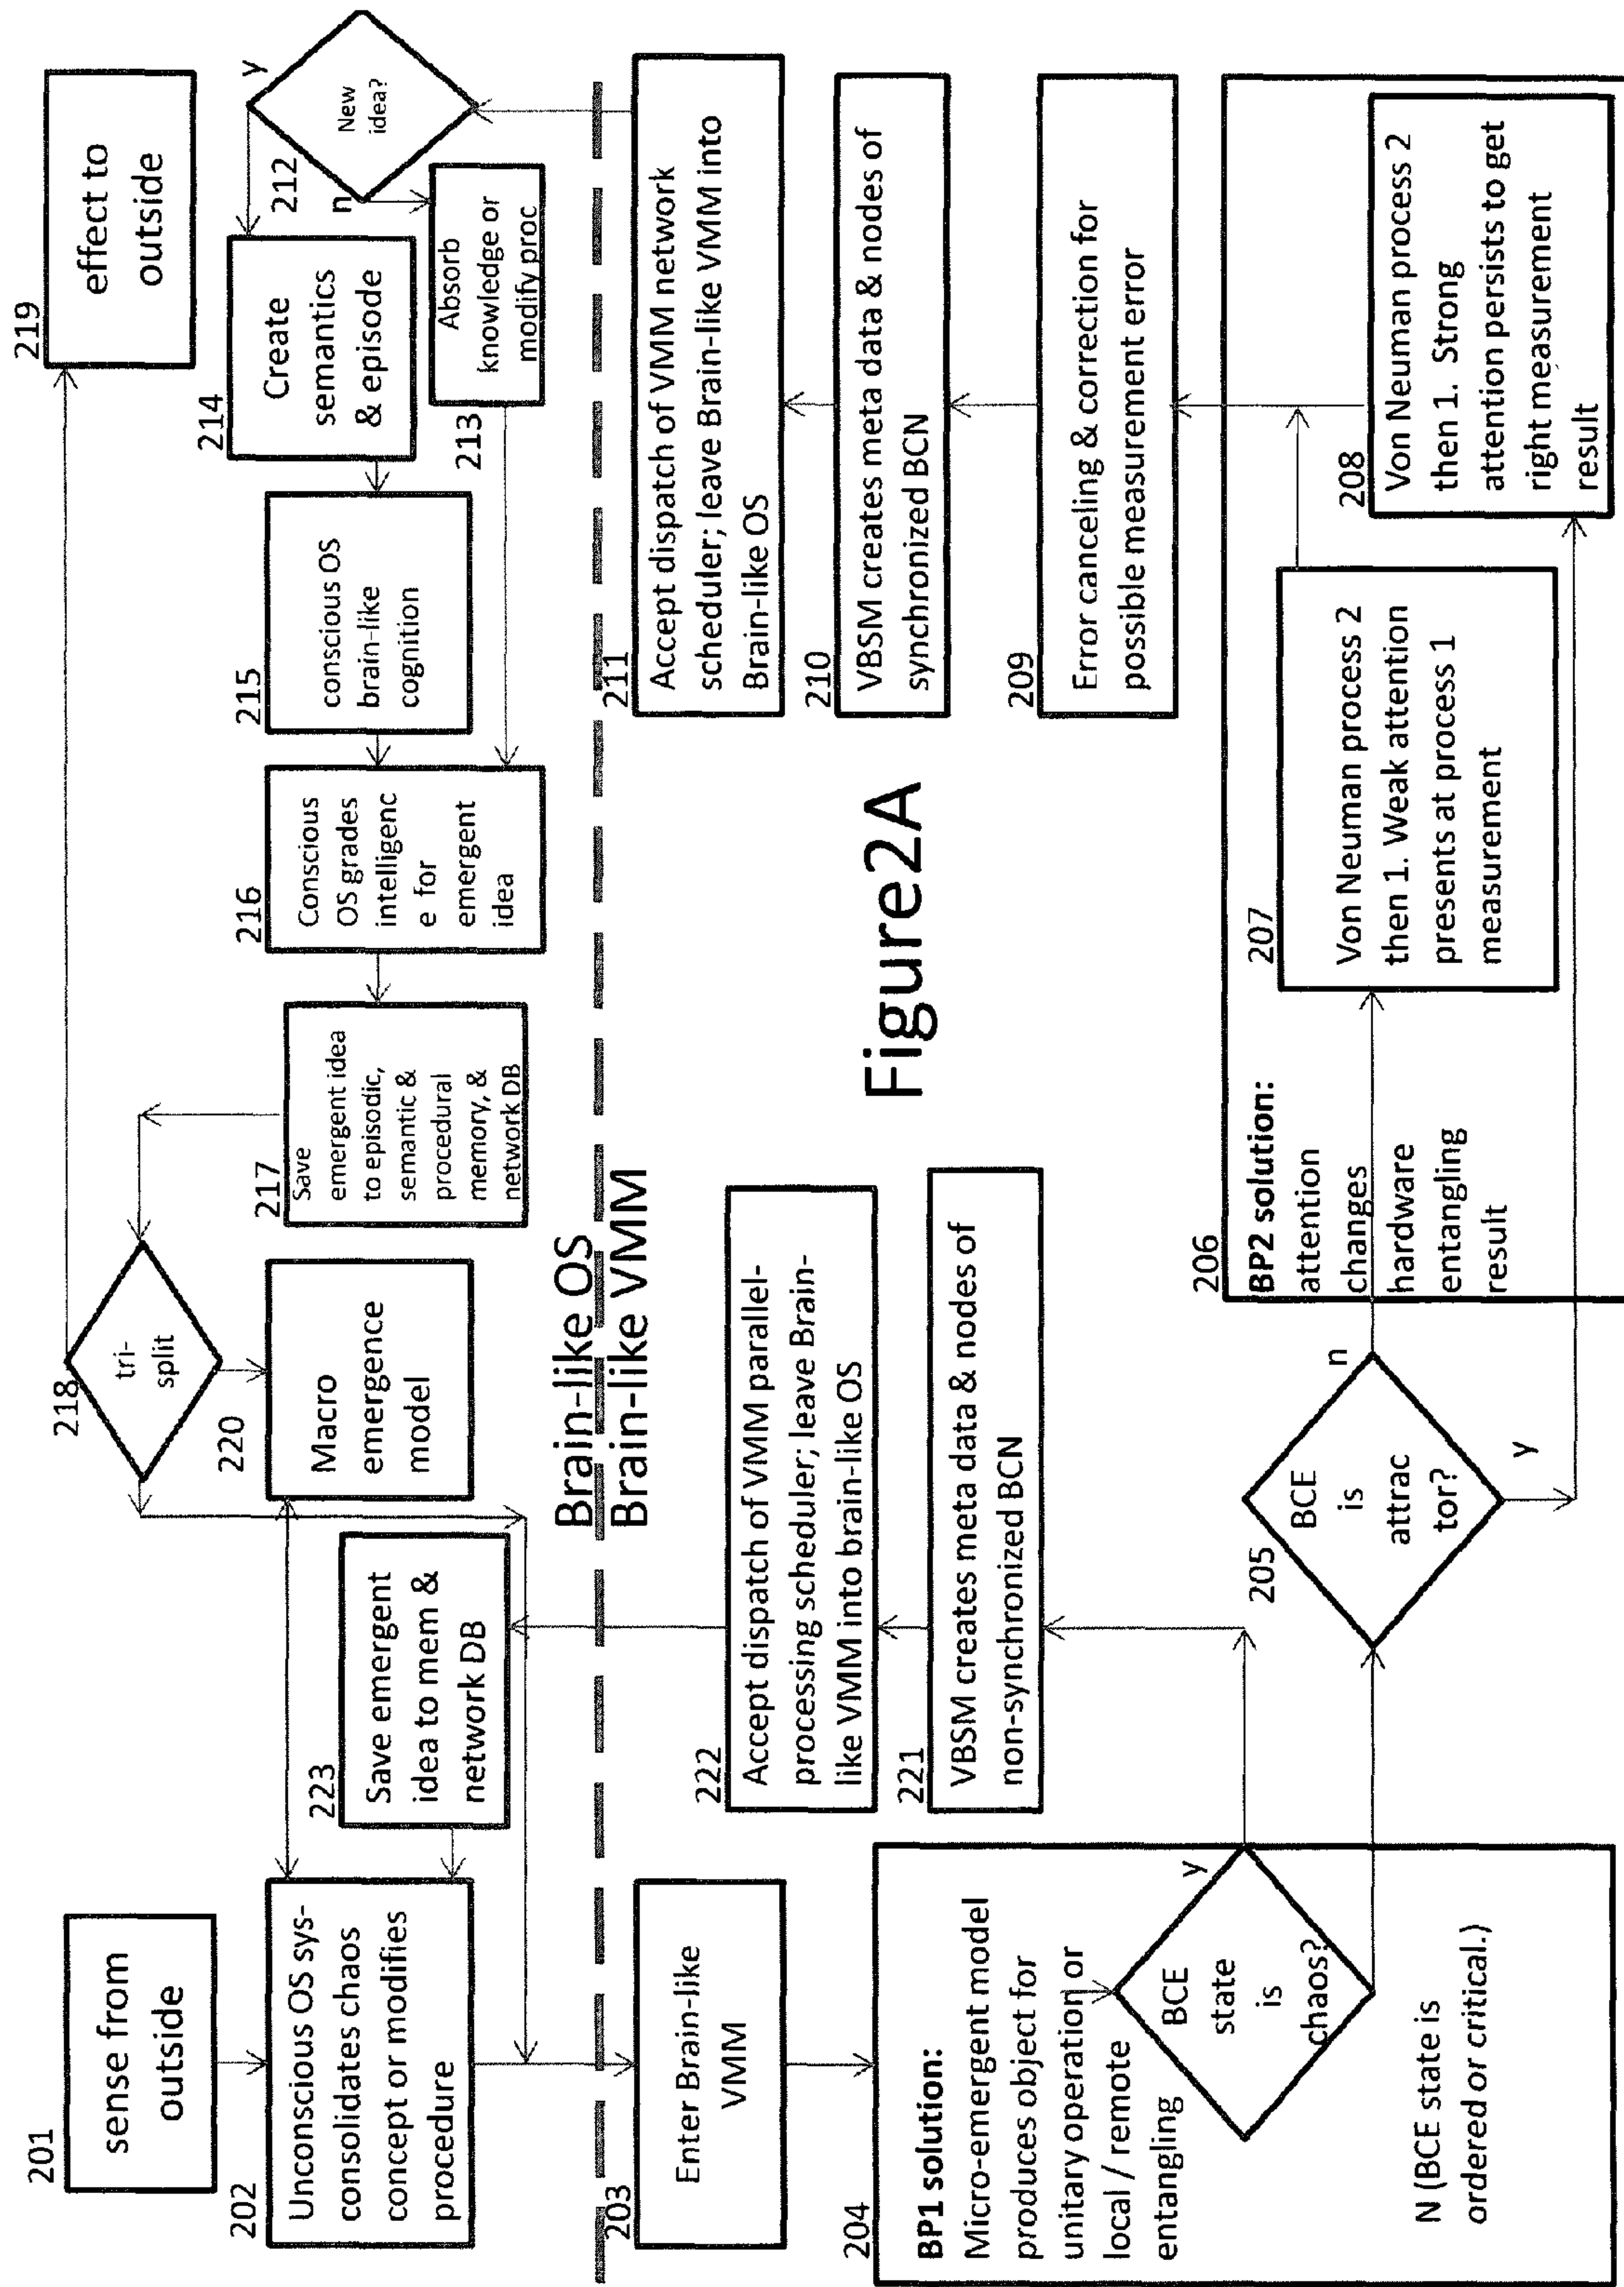 201
sense from
outside
202
Unconscious OS sys-
consolidates chaos
concept or modifies
procedure
203
Enter Brain-like
VMM
204
BP1 solution:
Micro-emergent model
produces object for
unitary operation or
local / remote
entangling
BCE
state
is
chaos?
y
N (BCE state is
ordered or critical.)
205
BCE
is
attrac
tor?
n
y
206
BP2 solution:
attention
changes
hardware
entangling
result
207
Von Neuman process 2
then 1. Weak attention
presents at process 1
measurement
208
Von Neuman process 2
then 1. Strong
attention persists to get
right measurement
result
209
Error canceling & correction for
possible measurement error
210
VBSM creates meta data & nodes of
synchronized BCN
211
Accept dispatch of VMM network
scheduler; leave Brain-like VMM into
Brain-like OS
212
New
idea?
y
n
213
Absorb
knowledge or
modify proc
214
Create
semantics
& episode
215
conscious OS
brain-like
cognition
216
Conscious
OS grades
intelligenc
e for
emergent
idea
217
Save
emergent idea
to episodic,
semantic &
procedural
memory, &
network DB
218
tri-
split
219
effect to
outside
220
Macro
emergence
model
221
VBSM creates meta data & nodes of
non-synchronized BCN
222
Accept dispatch of VMM parallel-
processing scheduler; leave Brain-
like VMM into brain-like OS
223
Save emergent
idea to mem &
network DB
Brain-like OS
Brain-like VMM
Figure2A